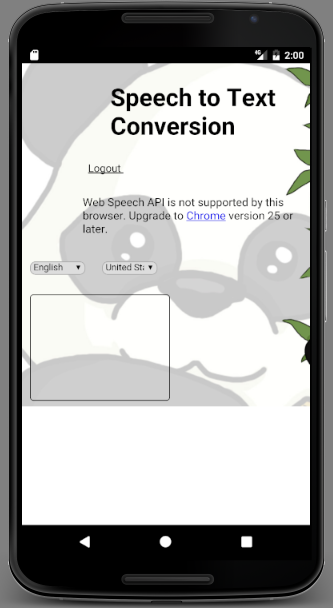 4G 2:00
Speech to Text
Conversion
Logout
Web Speech API is not supported by this
browser. Upgrade to Chrome version 25 or
later.
English United Sta